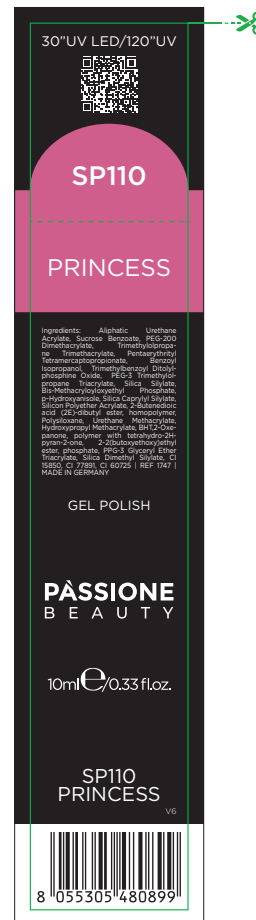 30"UV LED/120"UV
SP110
PRINCESS
Ingredients: Aliphatic Urethane
Acrylate, Sucrose Benzoate, PEG-200
Dimethacrylate, Trimethylolpropa-
ne Trimethacrylate, Pentaerythrityl
Tetramercaptopropionate, Benzoyl
Isopropanol, Trimethylbenzoyl Ditolyl-
phosphine Oxide, PEG-3 Trimethylol-
propane Triacrylate, Silica Silylate,
Bis-Methacryloyloxyethyl Phosphate,
p-Hydroxyanisole, Silica Caprylyl Silylate,
Silicon Polyether Acrylate, 2-Butenedioic
acid (2E)-dibutyl ester, homopolymer,
Polysiloxane, Urethane Methacrylate,
Hydroxypropyl Methacrylate, BHT,2-Oxe-
panone, polymer with tetrahydro-2H-
pyran-2-one, 2-2(butoxyethoxy)ethyl
ester, phosphate, PPG-3 Glyceryl Ether
Triacrylate, Silica Dimethyl Silylate, CI
15850, CI 77891, CI 60725 | REF 1747 |
MADE IN GERMANY
GEL POLISH
PÀSSIONE
BEAUTY
10ml℮/0.33 fl.oz.
SP110
PRINCESS
V6
8 055305 480899